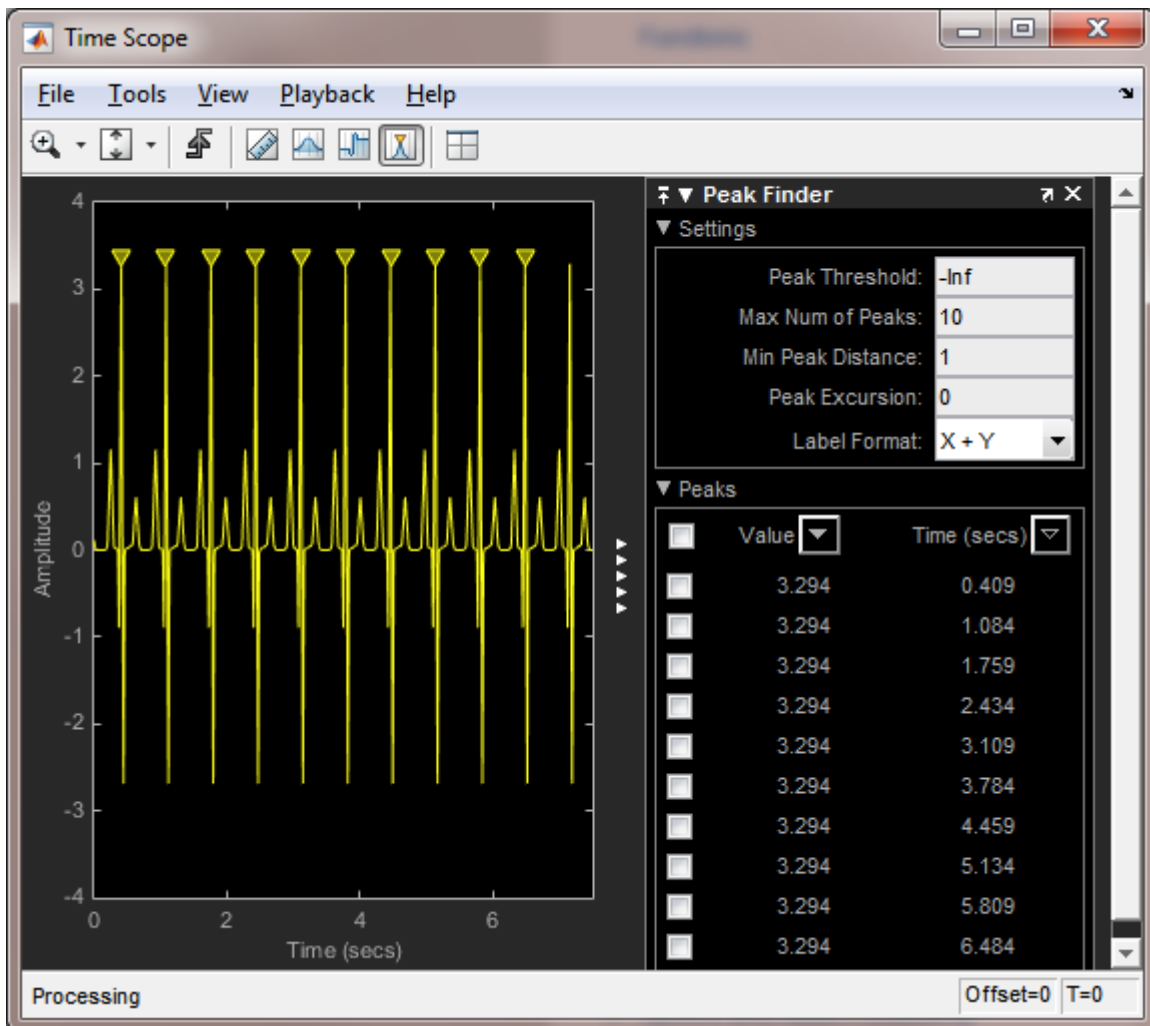 Time Scope
Functions
File Tools View Playback Help
Peak Finder
Settings
Peak Threshold: -Inf
Max Num of Peaks: 10
Min Peak Distance: 1
Peak Excursion: 0
Label Format: X + Y
Peaks
Value Time (secs)
3.294 0.409
3.294 1.084
3.294 1.759
3.294 2.434
3.294 3.109
3.294 3.784
3.294 4.459
3.294 5.134
3.294 5.809
3.294 6.484
4
3
2
1
0
-1
-2
-3
-4
Amplitude
0 2 4 6
Time (secs)
Processing
Offset=0 T=0